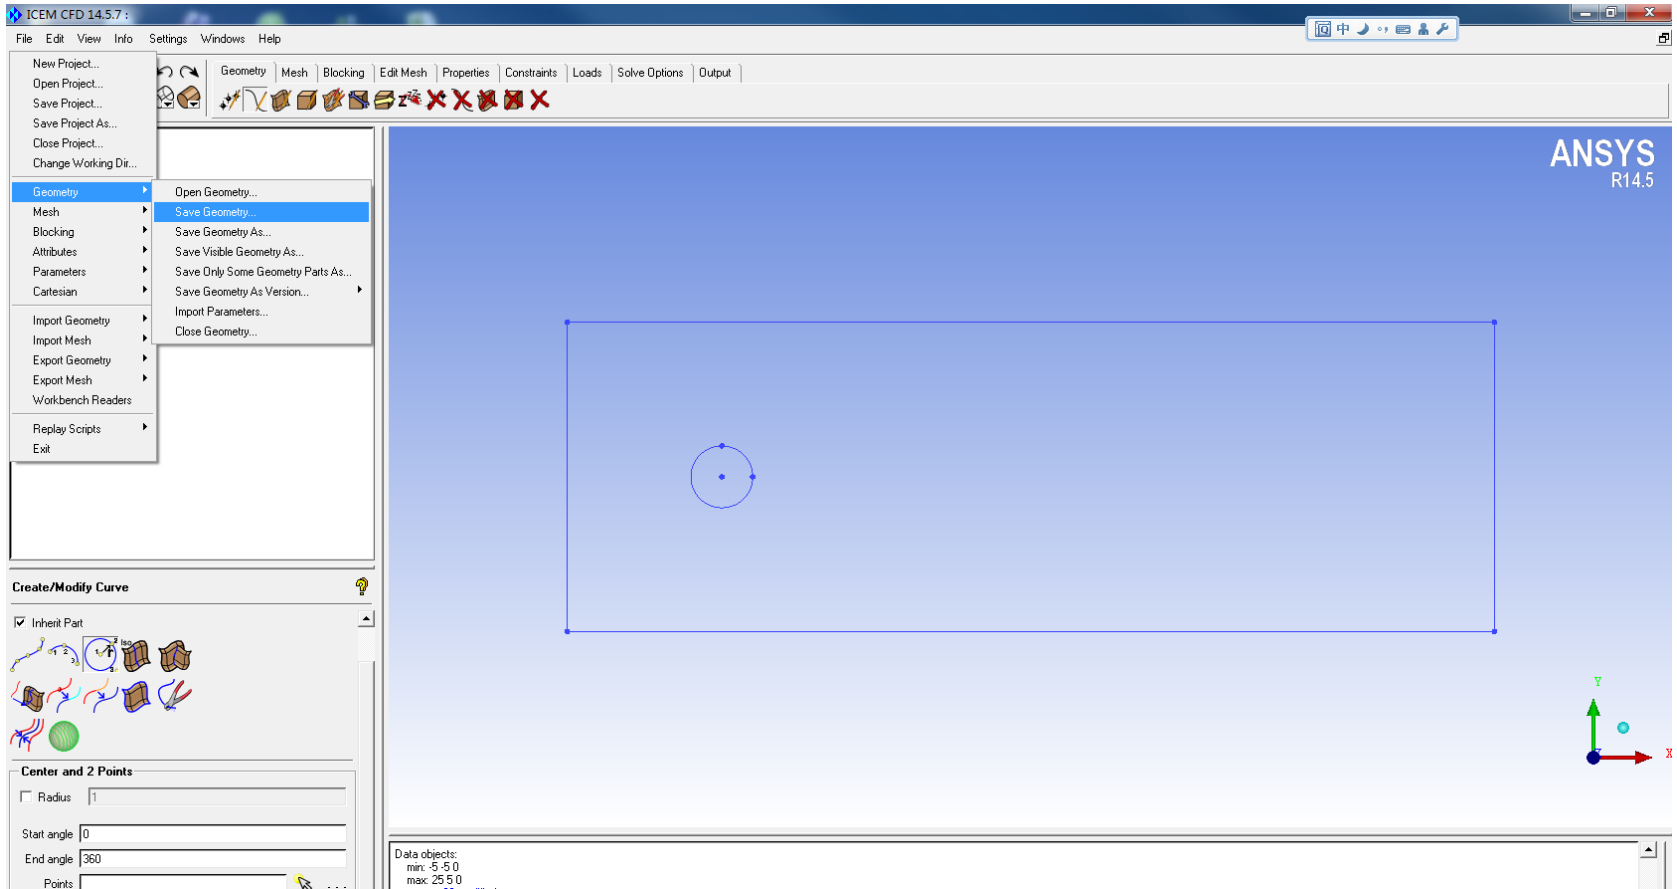 ICEM CFD 14.5.7 :
中
File Edit View Info Settings Windows Help
New Project...
Open Project...
Save Project...
Save Project As...
Close Project...
Change Working Dir...
Geometry
Mesh
Blocking
Attributes
Parameters
Cartesian
Import Geometry
Import Mesh
Export Geometry
Export Mesh
Workbench Readers
Replay Scripts
Exit
Geometry Mesh Blocking Edit Mesh Properties Constraints Loads Solve Options Output
Open Geometry...
Save Geometry...
Save Geometry As...
Save Visible Geometry As...
Save Only Some Geometry Parts As...
Save Geometry As Version...
Import Parameters...
Close Geometry...
ANSYS
R14.5
Create/Modify Curve
Inherit Part
Iso
Center and 2 Points
Radius 1
Start angle 0
End angle 360
Points
Y
X
Data objects:
min: -5 -5 0
max: 25 5 0